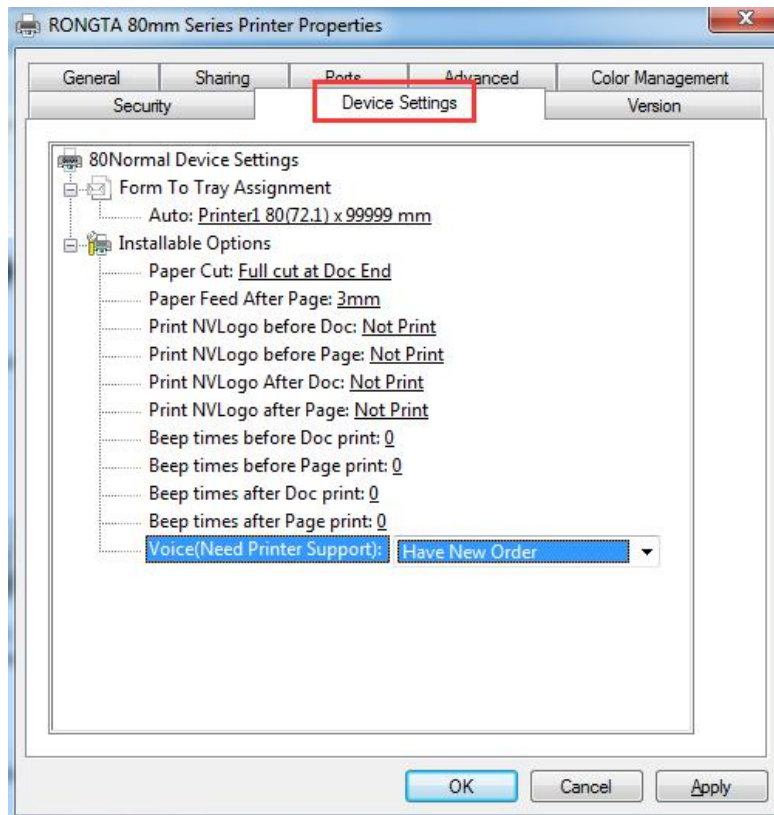 RONGTA 80mm Series Printer Properties
General Sharing Ports Advanced Color Management
Security Device Settings Version
80Normal Device Settings
Form To Tray Assignment
Auto: Printer1 80(72.1) x 99999 mm
Installable Options
Paper Cut: Full cut at Doc End
Paper Feed After Page: 3mm
Print NVLogo before Doc: Not Print
Print NVLogo before Page: Not Print
Print NVLogo After Doc: Not Print
Print NVLogo after Page: Not Print
Beep times before Doc print: 0
Beep times before Page print: 0
Beep times after Doc print: 0
Beep times after Page print: 0
Voice(Need Printer Support): Have New Order
OK Cancel Apply